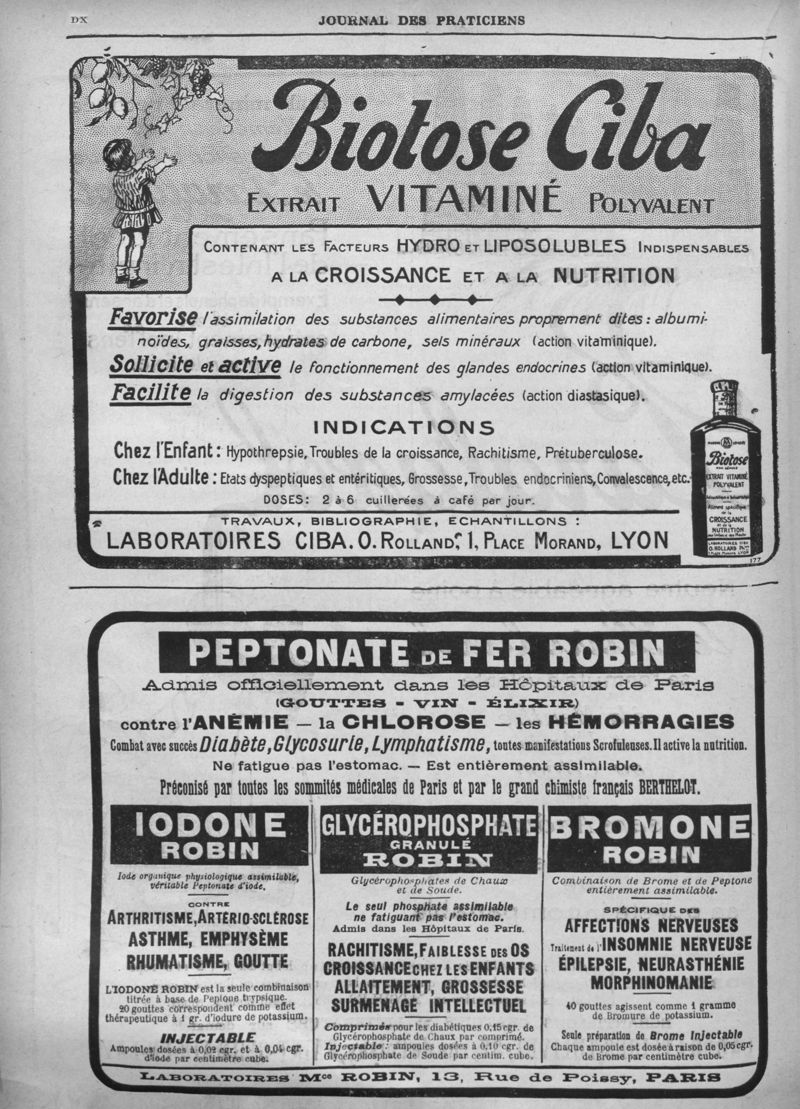 DX
JOURNAL DES PRATICIENS
Biotose Ciba
EXTRAIT VITAMINÉ POLYVALENT
CONTENANT LES FACTEURS HYDRO ET LIPOSOLUBLES INDISPENSABLES
A LA CROISSANCE ET A LA NUTRITION
Favorise l'assimilation des substances alimentaires proprement dites : albumi-
noïdes, graisses, hydrates de carbone, sels minéraux (action vitaminique).
Sollicite et active le fonctionnement des glandes endocrines (action vitaminique).
Facilite la digestion des substances amylacées (action diastasique).
INDICATIONS
Chez l'Enfant : Hypothrepsie, Troubles de la croissance, Rachitisme, Prétuberculose.
Chez l'Adulte : Etats dyspeptiques et entéritiques, Grossesse, Troubles endocriniens, Convalescence, etc.
DOSES : 2 à 6 cuillerées à café par jour.
TRAVAUX, BIBLIOGRAPHIE, ECHANTILLONS :
LABORATOIRES CIBA. O. ROLLAND, 1, PLACE MORAND, LYON
Biotose
EXTRAIT VITAMINÉ
POLYVALENT
CROISSANCE
NUTRITION
LABORATOIRES CIBA
O. ROLLAND
1, Place Morand, LYON
177
PEPTONATE DE FER ROBIN
Admis officiellement dans les Hôpitaux de Paris
(GOUTTES - VIN - ÉLIXIR)
contre l'ANÉMIE — la CHLOROSE — les HÉMORRAGIES
Combat avec succès Diabète, Glycosurie, Lymphatisme, toutes manifestations Scrofuleuses. Il active la nutrition.
Ne fatigue pas l'estomac. — Est entièrement assimilable.
Préconisé par toutes les sommités médicales de Paris et par le grand chimiste français BERTHELOT.
IODONE
ROBIN
Iode organique physiologique assimilable,
véritable Peptonate d'iode.
CONTRE
ARTHRITISME, ARTÉRIO-SCLÉROSE
ASTHME, EMPHYSÈME
RHUMATISME, GOUTTE
L'IODONE ROBIN est la seule combinaison
titrée à base de Peptone trypsique.
20 gouttes correspondent comme effet
thérapeutique à 1 gr. d'iodure de potassium.
INJECTABLE
Ampoules dosées à 0,02 cgr. et à 0,04 cgr.
d'iode par centimètre cube.
GLYCÉROPHOSPHATE
GRANULÉ
ROBIN
Glycérophosphates de Chaux
et de Soude.
Le seul phosphate assimilable
ne fatiguant pas l'estomac.
Admis dans les Hôpitaux de Paris.
RACHITISME, FAIBLESSE DES OS
CROISSANCE CHEZ LES ENFANTS
ALLAITEMENT, GROSSESSE
SURMENAGE INTELLECTUEL
Comprimés pour les diabétiques 0,15 cgr. de
Glycérophosphate de Chaux par comprimé.
Injectable : ampoules dosées à 0,10 cgr. de
Glycérophosphate de Soude par centim. cube.
BROMONE
ROBIN
Combinaison de Brome et de Peptone
entièrement assimilable.
SPÉCIFIQUE DES
AFFECTIONS NERVEUSES
Traitement de l'INSOMNIE NERVEUSE
ÉPILEPSIE, NEURASTHÉNIE
MORPHINOMANIE
40 gouttes agissent comme 1 gramme
de Bromure de potassium.
Seule préparation de Brome Injectable
Chaque ampoule est dosée à raison de 0,05 cgr.
de Brome par centimètre cube.
LABORATOIRES Mce ROBIN, 13, Rue de Poissy, PARIS